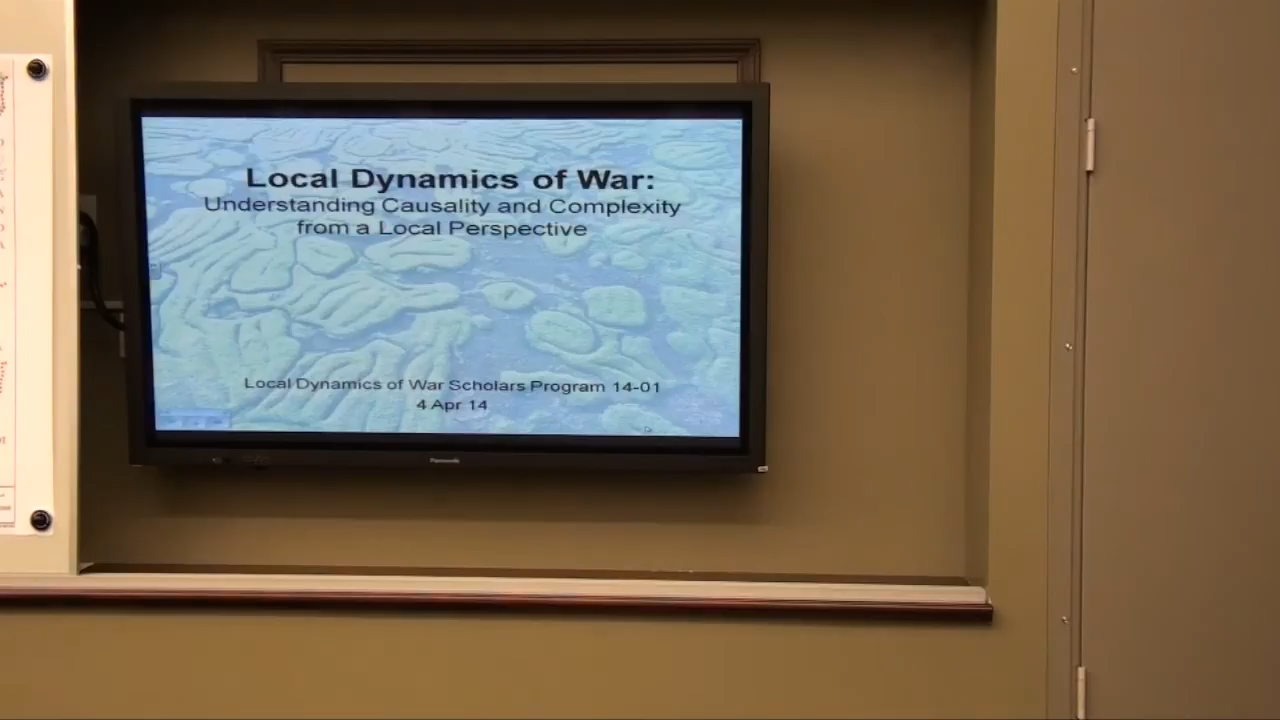 Local Dynamics of War:
Understanding Causality and Complexity
from a Local Perspective
Local Dynamics of War Scholars Program 14-01
4 Apr 14
Panasonic